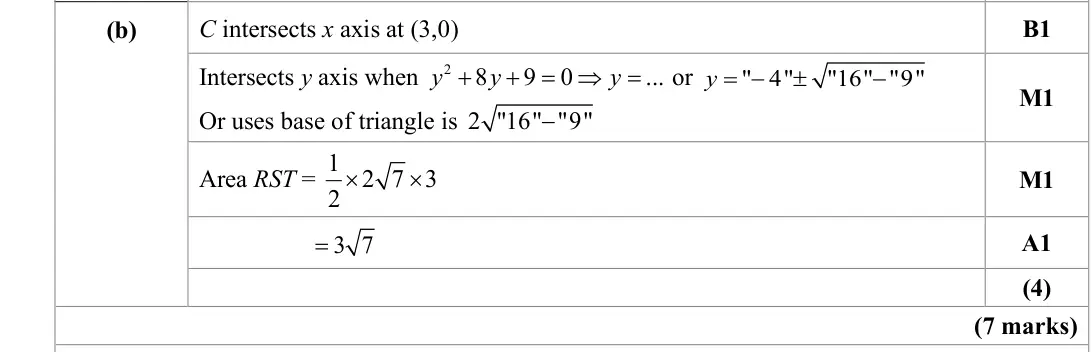 (b) C intersects x axis at (3,0) B1
Intersects y axis when y² + 8y + 9 = 0 ⇒ y = ... or y = "− 4"± √"16"−"9"
Or uses base of triangle is 2√"16"−"9"
M1
Area RST = 1/2 × 2√7 × 3 M1
= 3√7 A1
(4)
(7 marks)